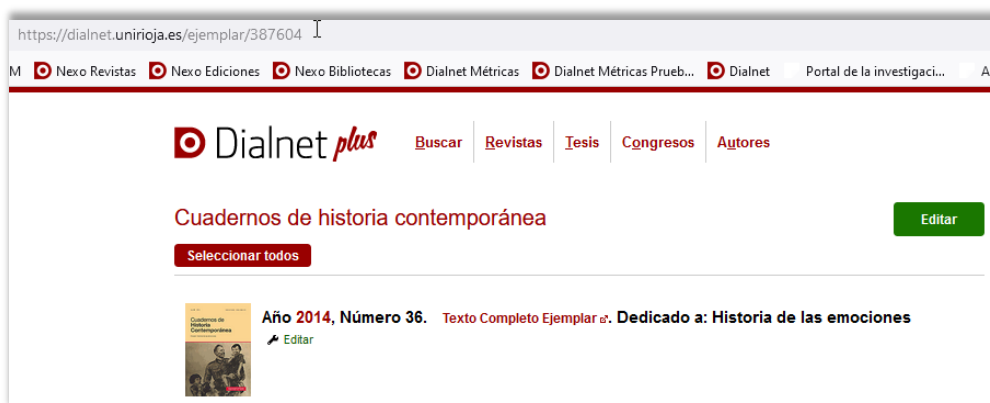 https://dialnet.unirioja.es/ejemplar/387604
M Nexo Revistas Nexo Ediciones Nexo Bibliotecas Dialnet Métricas Dialnet Métricas Prueb... Dialnet Portal de la investigaci... A
Dialnet plus Buscar Revistas Tesis Congresos Autores
Cuadernos de historia contemporánea Editar
Seleccionar todos
Año 2014, Número 36. Texto Completo Ejemplar. Dedicado a: Historia de las emociones
Editar
Cuadernos de
Historia
Contemporánea